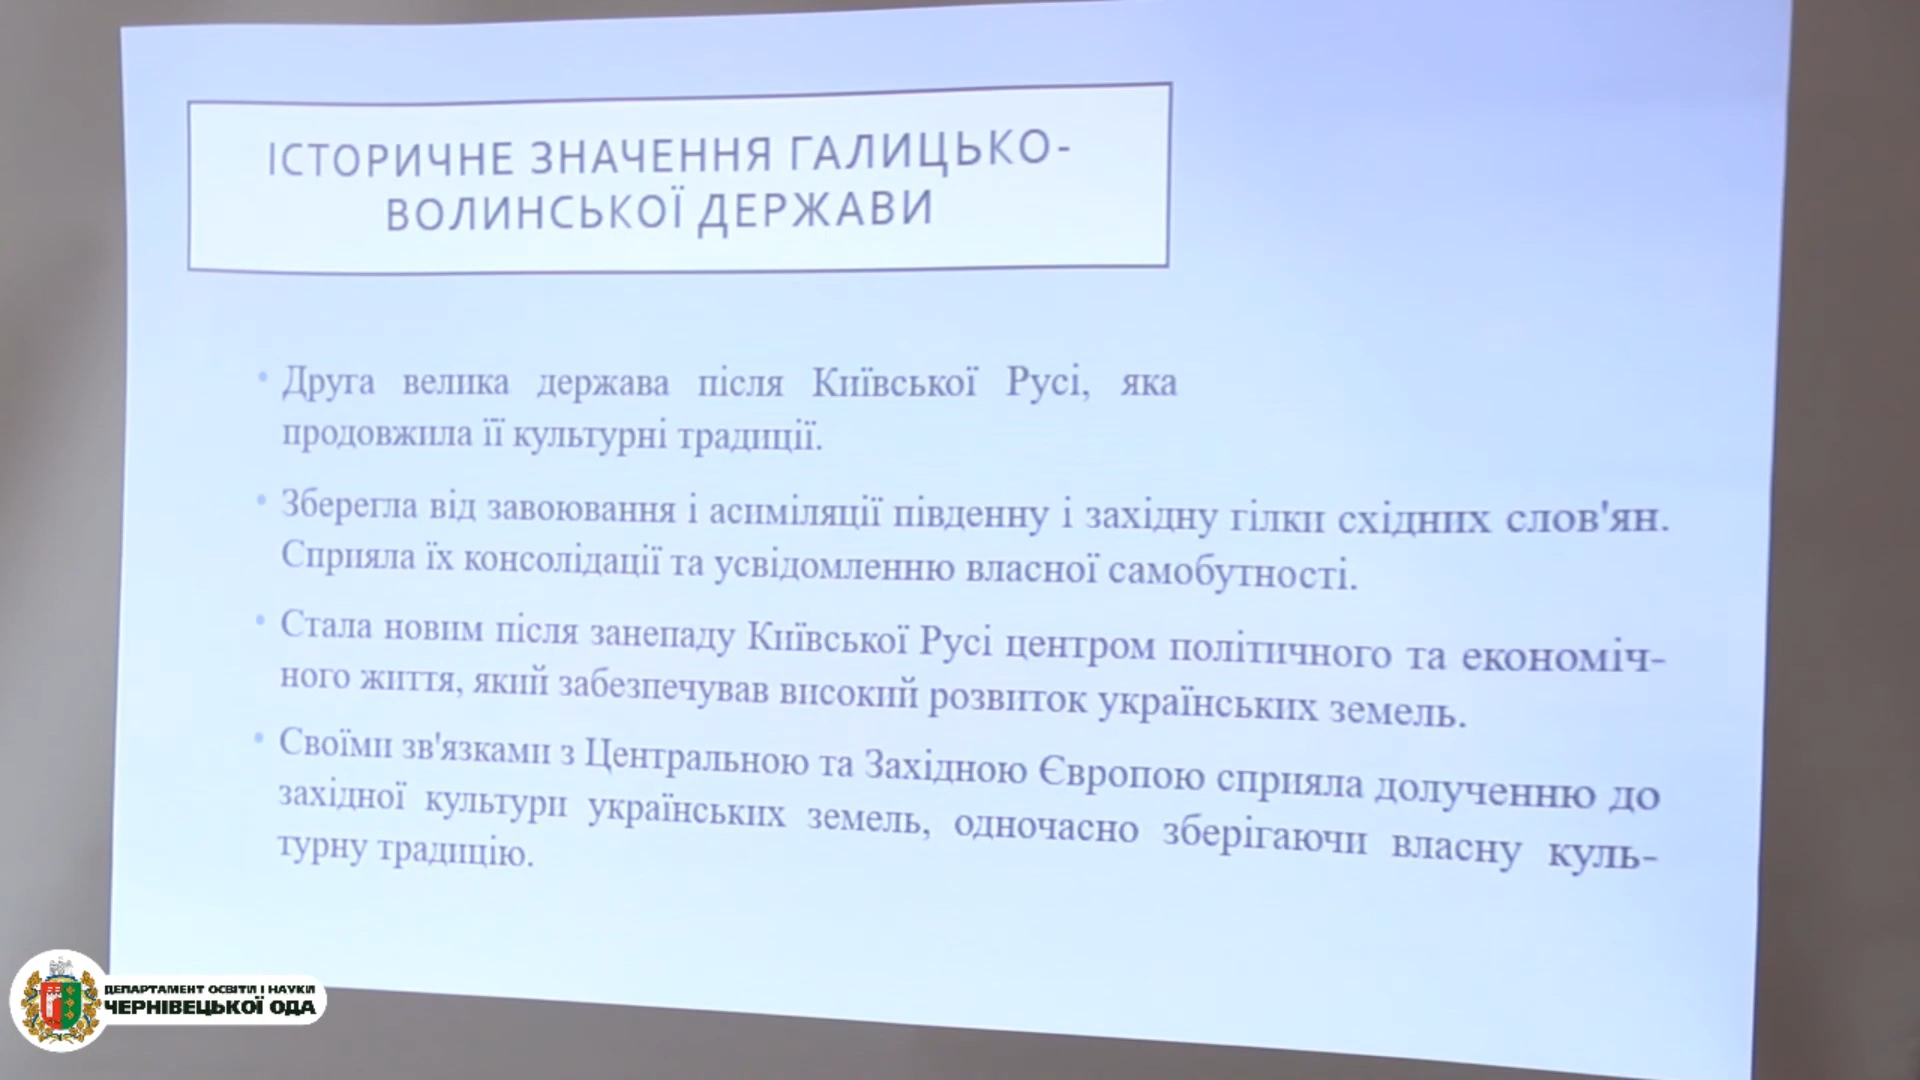 ІСТОРИЧНЕ ЗНАЧЕННЯ ГАЛИЦЬКО-
ВОЛИНСЬКОЇ ДЕРЖАВИ
• Друга велика держава після Київської Русі, яка
продовжила її культурні традиції.
• Зберегла від завоювання і асиміляції південну і західну гілки східних слов'ян.
Сприяла їх консолідації та усвідомленню власної самобутності.
• Стала новим після занепаду Київської Русі центром політичного та економіч-
ного життя, який забезпечував високий розвиток українських земель.
• Своїми зв'язками з Центральною та Західною Європою сприяла долученню до
західної культури українських земель, одночасно зберігаючи власну куль-
турну традицію.
ДЕПАРТАМЕНТ ОСВІТИ І НАУКИ
ЧЕРНІВЕЦЬКОЇ ОДА